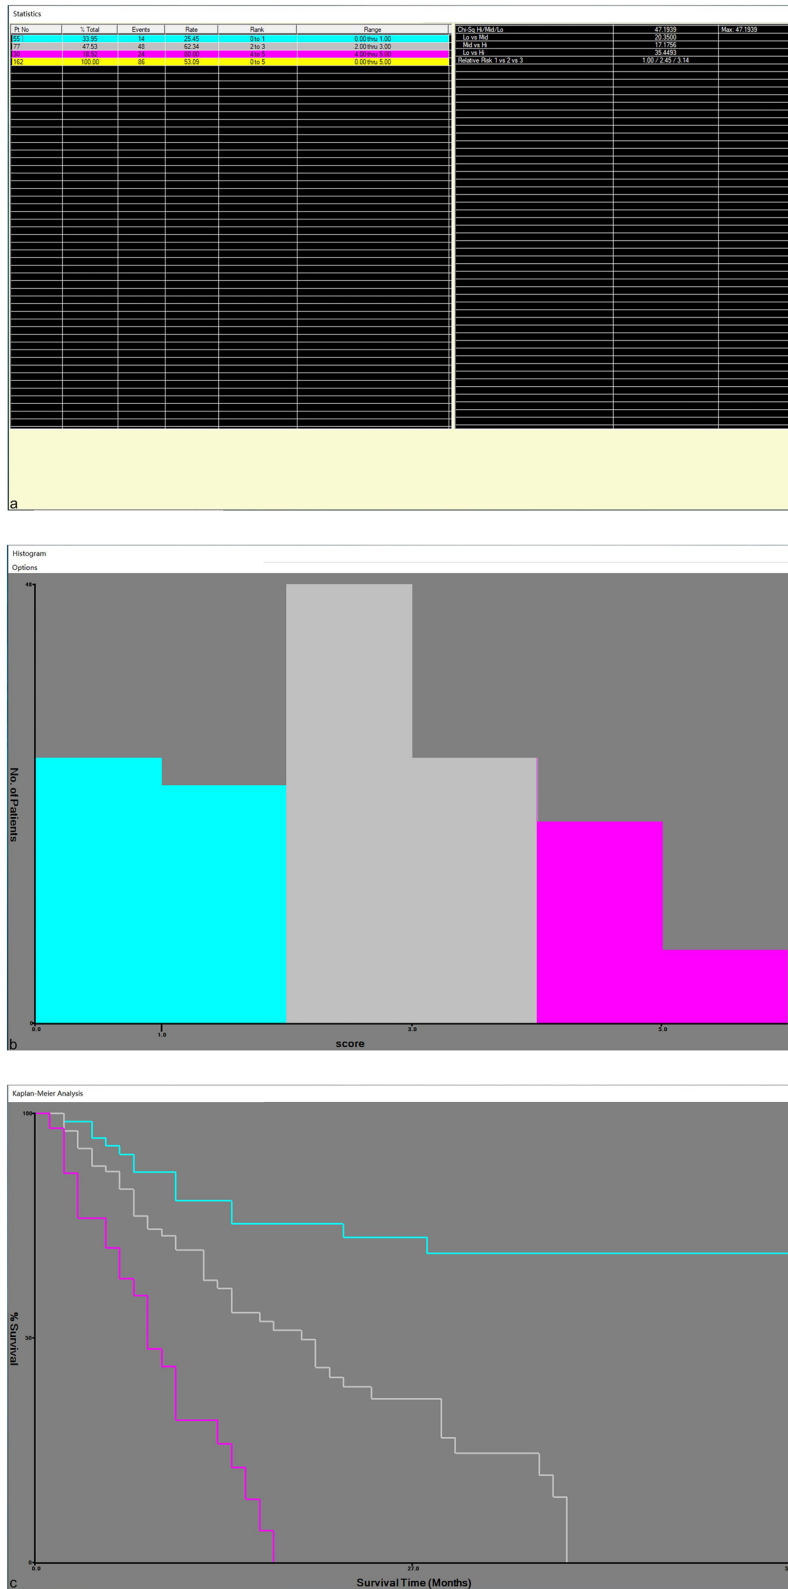 Statistics
Pt No % Total Events Rate Rank Range
55 33.95 14 25.45 0 to 1 0.00 thru 1.00
77 47.53 48 62.34 2 to 3 2.00 thru 3.00
30 18.52 24 80.00 4 to 5 4.00 thru 5.00
162 100.00 86 53.09 0 to 5 0.00 thru 5.00
Chi-Sq Hi/Mid/Lo 47.1939 Max: 47.1939
Lo vs Mid 20.3500
Mid vs Hi 17.1756
Lo vs Hi 35.4493
Relative Risk 1 vs 2 vs 3 1.00 / 2.45 / 3.14
a
Histogram
Options
48
No. of Patients
0
0.0 1.0 3.0 5.0
score
b
Kaplan-Meier Analysis
100
% Survival
50
0
0.0 27.0
Survival Time (Months)
c